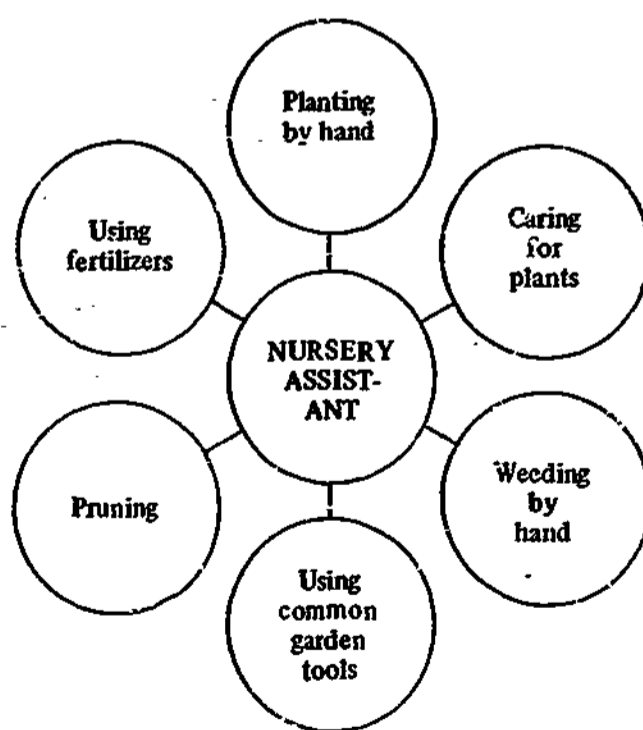 Planting
by hand
Using
fertilizers
Caring
for
plants
NURSERY
ASSIST-
ANT
Pruning
Weeding
by
hand
Using
common
garden
tools